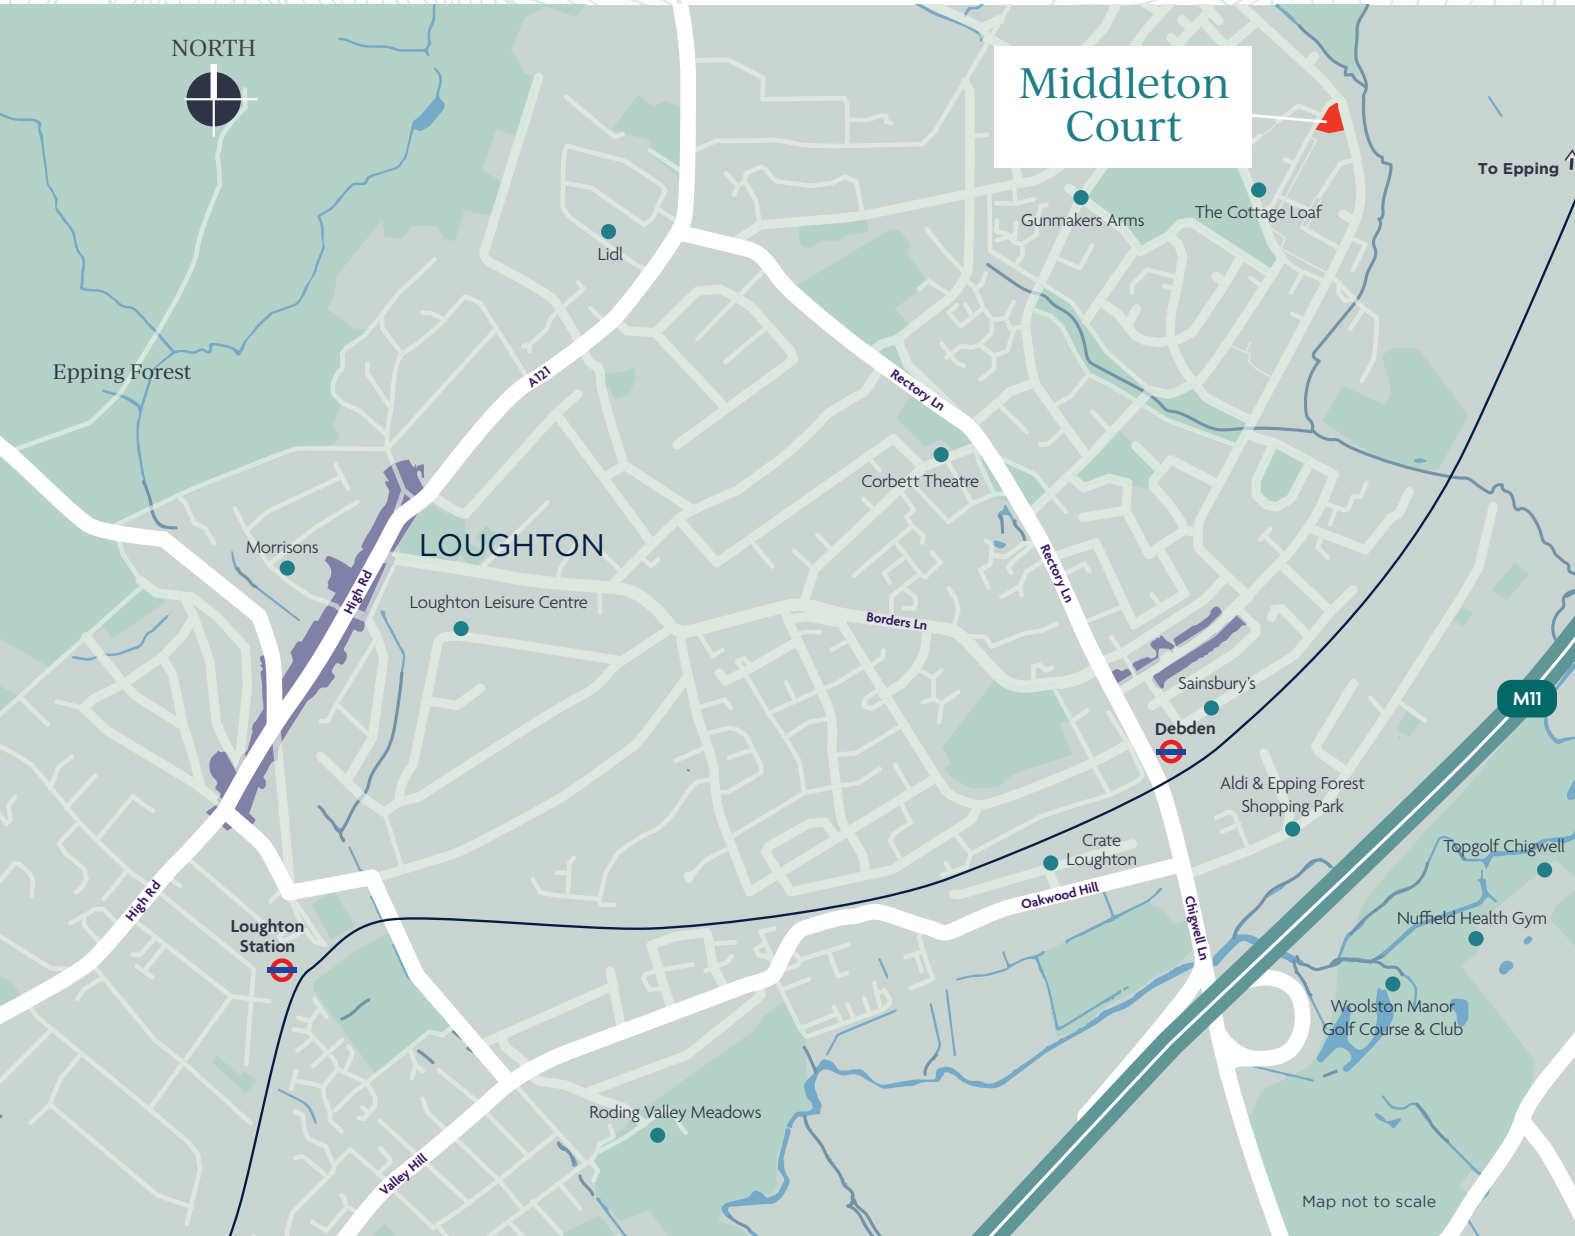 NORTH
Middleton
Court
To Epping
Gunmakers Arms
The Cottage Loaf
Lidl
Epping Forest
A121
Rectory Ln
Corbett Theatre
LOUGHTON
Morrisons
High Rd
Loughton Leisure Centre
Rectory Ln
Borders Ln
Sainsbury's
M11
Debden
Aldi & Epping Forest
Shopping Park
Crate
Loughton
Topgolf Chigwell
Oakwood Hill
High Rd
Chigwell Ln
Nuffield Health Gym
Loughton
Station
Woolston Manor
Golf Course & Club
Roding Valley Meadows
Valley Hill
Map not to scale